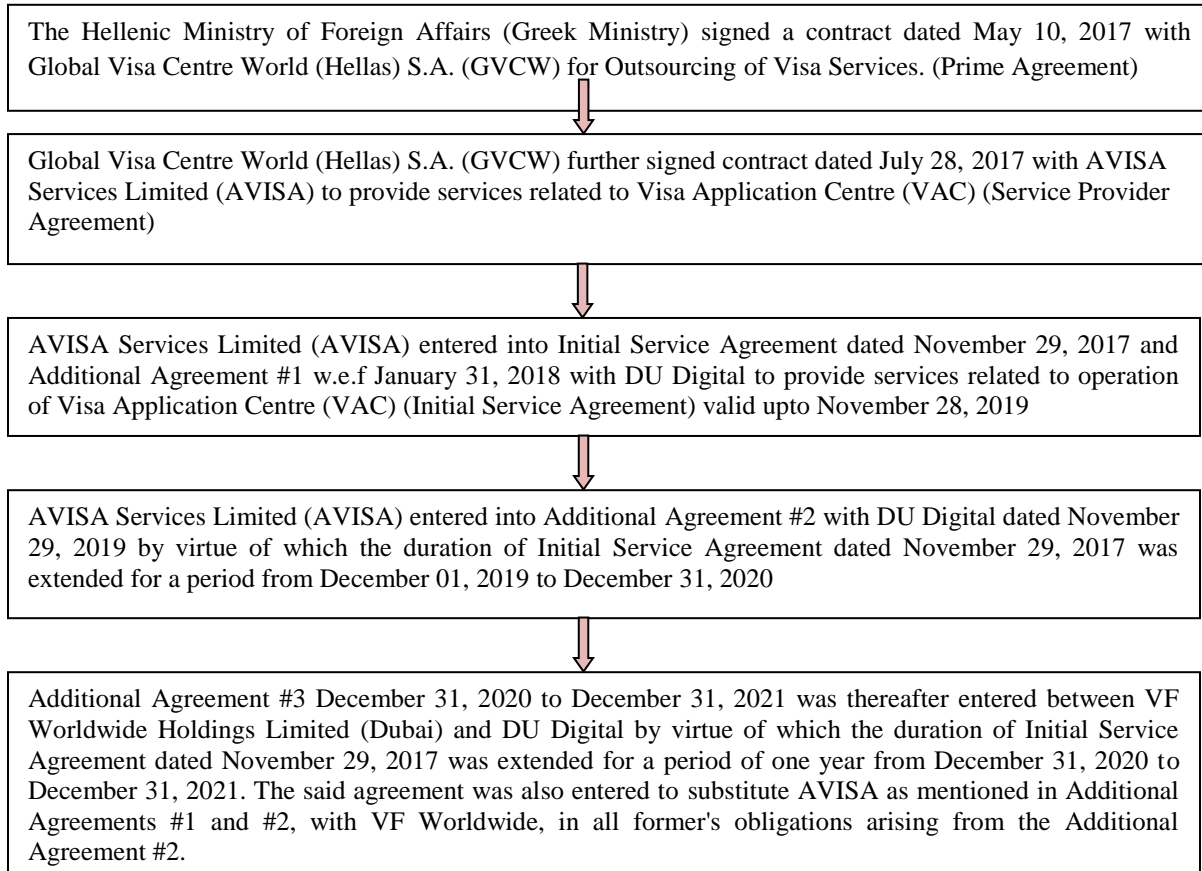 The Hellenic Ministry of Foreign Affairs (Greek Ministry) signed a contract dated May 10, 2017 with
Global Visa Centre World (Hellas) S.A. (GVCW) for Outsourcing of Visa Services. (Prime Agreement)
Global Visa Centre World (Hellas) S.A. (GVCW) further signed contract dated July 28, 2017 with AVISA
Services Limited (AVISA) to provide services related to Visa Application Centre (VAC) (Service Provider
Agreement)
AVISA Services Limited (AVISA) entered into Initial Service Agreement dated November 29, 2017 and
Additional Agreement #1 w.e.f January 31, 2018 with DU Digital to provide services related to operation
of Visa Application Centre (VAC) (Initial Service Agreement) valid upto November 28, 2019
AVISA Services Limited (AVISA) entered into Additional Agreement #2 with DU Digital dated November
29, 2019 by virtue of which the duration of Initial Service Agreement dated November 29, 2017 was
extended for a period from December 01, 2019 to December 31, 2020
Additional Agreement #3 December 31, 2020 to December 31, 2021 was thereafter entered between VF
Worldwide Holdings Limited (Dubai) and DU Digital by virtue of which the duration of Initial Service
Agreement dated November 29, 2017 was extended for a period of one year from December 31, 2020 to
December 31, 2021. The said agreement was also entered to substitute AVISA as mentioned in Additional
Agreements #1 and #2, with VF Worldwide, in all former's obligations arising from the Additional
Agreement #2.